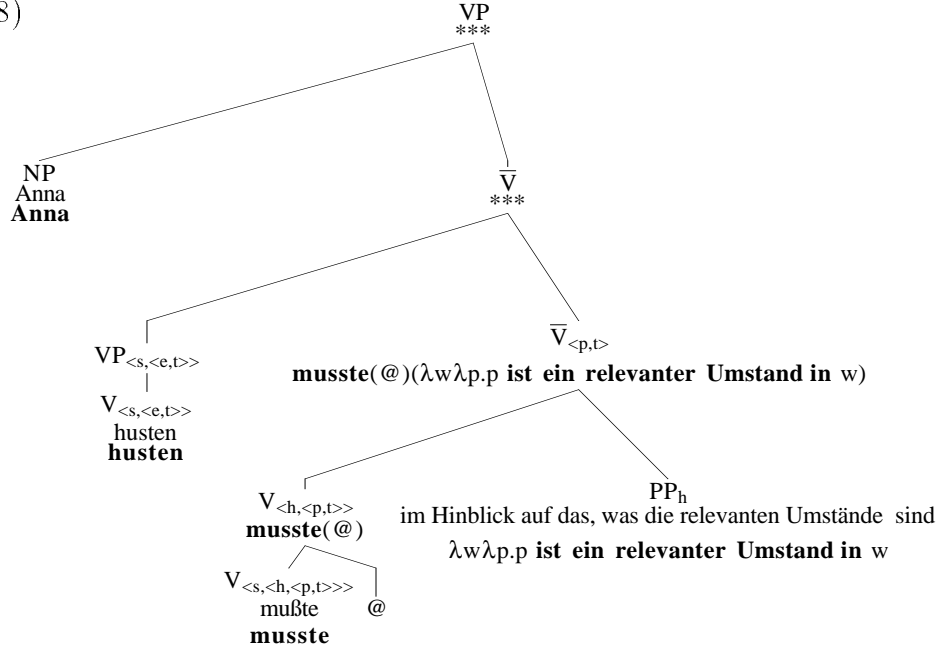 8)
VP
***
NP
Anna
Anna
V̅
***
VP<s,<e,t>>
V<s,<e,t>>
husten
husten
V̅<p,t>
musste(@)(λwλp.p ist ein relevanter Umstand in w)
V<h,<p,t>>
musste(@)
PPh
im Hinblick auf das, was die relevanten Umstände sind
λwλp.p ist ein relevanter Umstand in w
V<s,<h,<p,t>>>
mußte
musste
@